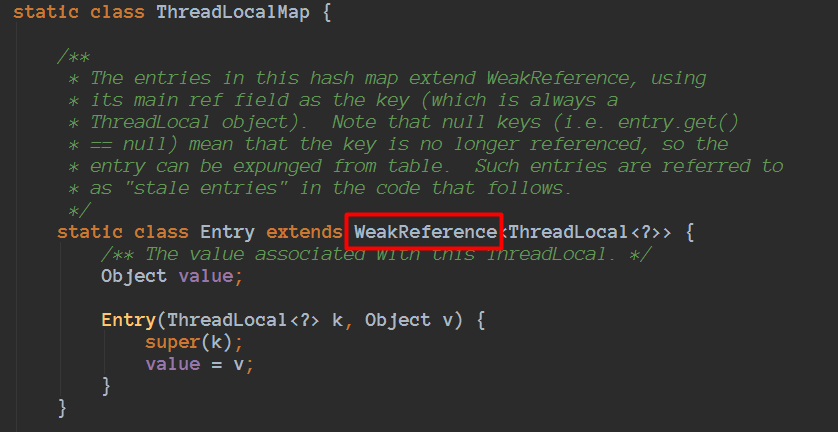 static class ThreadLocalMap {
/**
* The entries in this hash map extend WeakReference, using
* its main ref field as the key (which is always a
* ThreadLocal object).  Note that null keys (i.e. entry.get()
* == null) mean that the key is no longer referenced, so the
* entry can be expunged from table.  Such entries are referred to
* as "stale entries" in the code that follows.
*/
static class Entry extends WeakReference<ThreadLocal<?>> {
/** The value associated with this ThreadLocal. */
Object value;
Entry(ThreadLocal<?> k, Object v) {
super(k);
value = v;
}
}